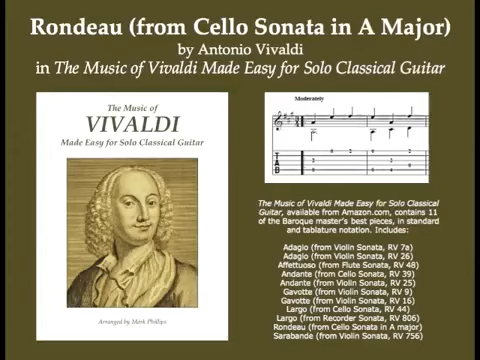 Rondeau (from Cello Sonata in A Major)
by Antonio Vivaldi
in The Music of Vivaldi Made Easy for Solo Classical Guitar
The Music of
VIVALDI
Made Easy for Solo Classical Guitar
Arranged by Mark Phillips
Moderately
The Music of Vivaldi Made Easy for Solo Classical
Guitar, available from Amazon.com, contains 11
of the Baroque master's best pieces, in standard
and tablature notation. Includes:
Adagio (from Violin Sonata, RV 7a)
Adagio (from Violin Sonata, RV 26)
Affettuoso (from Flute Sonata, RV 48)
Andante (from Cello Sonata, RV 39)
Andante (from Violin Sonata, RV 25)
Gavotte (from Violin Sonata, RV 9)
Gavotte (from Violin Sonata, RV 16)
Largo (from Cello Sonata, RV 44)
Largo (from Recorder Sonata, RV 806)
Rondeau (from Cello Sonata in A major)
Sarabande (from Violin Sonata, RV 756)